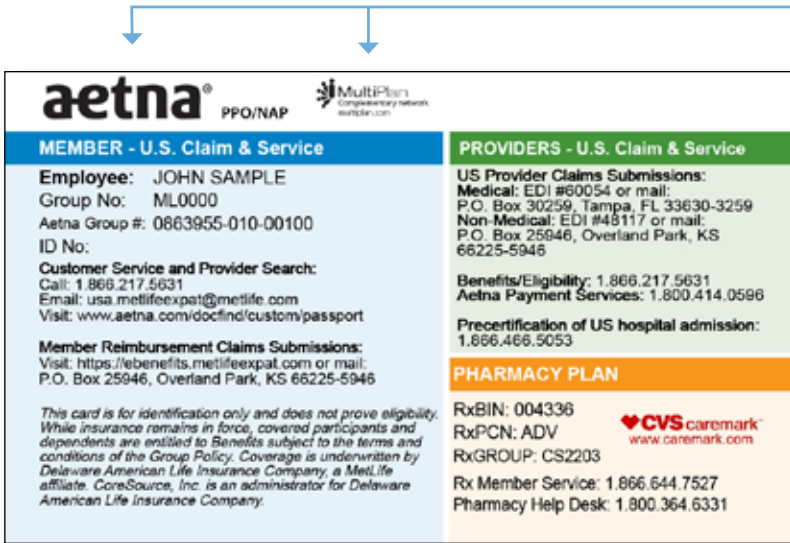 aetna® PPO/NAP
MultiPlan
Complementary network
multiplan.com
MEMBER - U.S. Claim & Service
Employee: JOHN SAMPLE
Group No: ML0000
Aetna Group #: 0863955-010-00100
ID No:
Customer Service and Provider Search:
Call: 1.866.217.5631
Email: usa.metlifeexpat@metlife.com
Visit: www.aetna.com/docfind/custom/passport
Member Reimbursement Claims Submissions:
Visit: https://ebenefits.metlifeexpat.com or mail:
P.O. Box 25946, Overland Park, KS 66225-5946
This card is for identification only and does not prove eligibility.
While insurance remains in force, covered participants and
dependents are entitled to Benefits subject to the terms and
conditions of the Group Policy. Coverage is underwritten by
Delaware American Life Insurance Company, a MetLife
affiliate. CoreSource, Inc. is an administrator for Delaware
American Life Insurance Company.
PROVIDERS - U.S. Claim & Service
US Provider Claims Submissions:
Medical: EDI #60054 or mail:
P.O. Box 30259, Tampa, FL 33630-3259
Non-Medical: EDI #48117 or mail:
P.O. Box 25946, Overland Park, KS
66225-5946
Benefits/Eligibility: 1.866.217.5631
Aetna Payment Services: 1.800.414.0596
Precertification of US hospital admission:
1.866.466.5053
PHARMACY PLAN
RxBIN: 004336
RxPCN: ADV
RxGROUP: CS2203
CVS caremark™
www.caremark.com
Rx Member Service: 1.866.644.7527
Pharmacy Help Desk: 1.800.364.6331